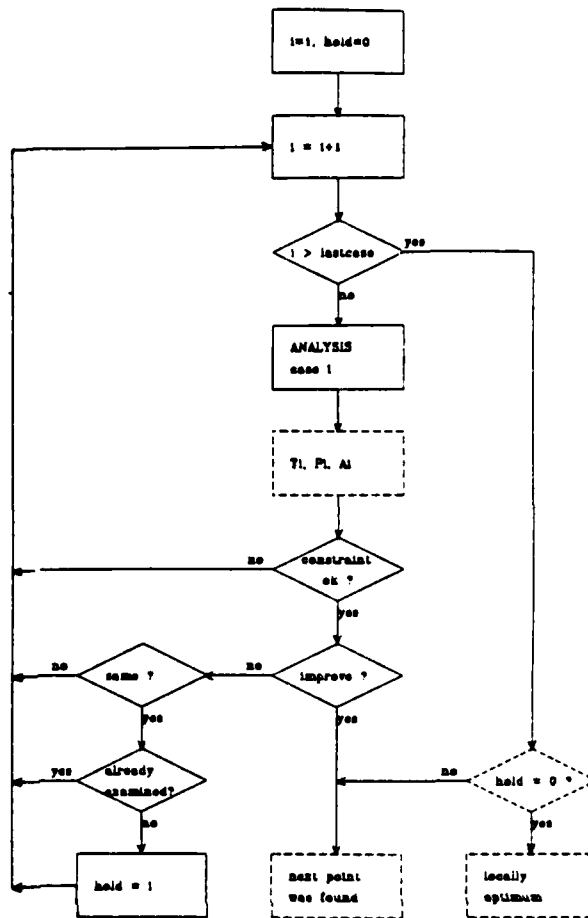 i=1, hold=0
i = i+1
i > lastcase
yes
no
ANALYSIS
case i
Ti, Pi, Ai
no
constraint
ok ?
yes
no
same ?
no
improve ?
yes
yes
yes
already
examined?
no
hold = 0 ?
no
yes
hold = 1
next point
was found
locally
optimum